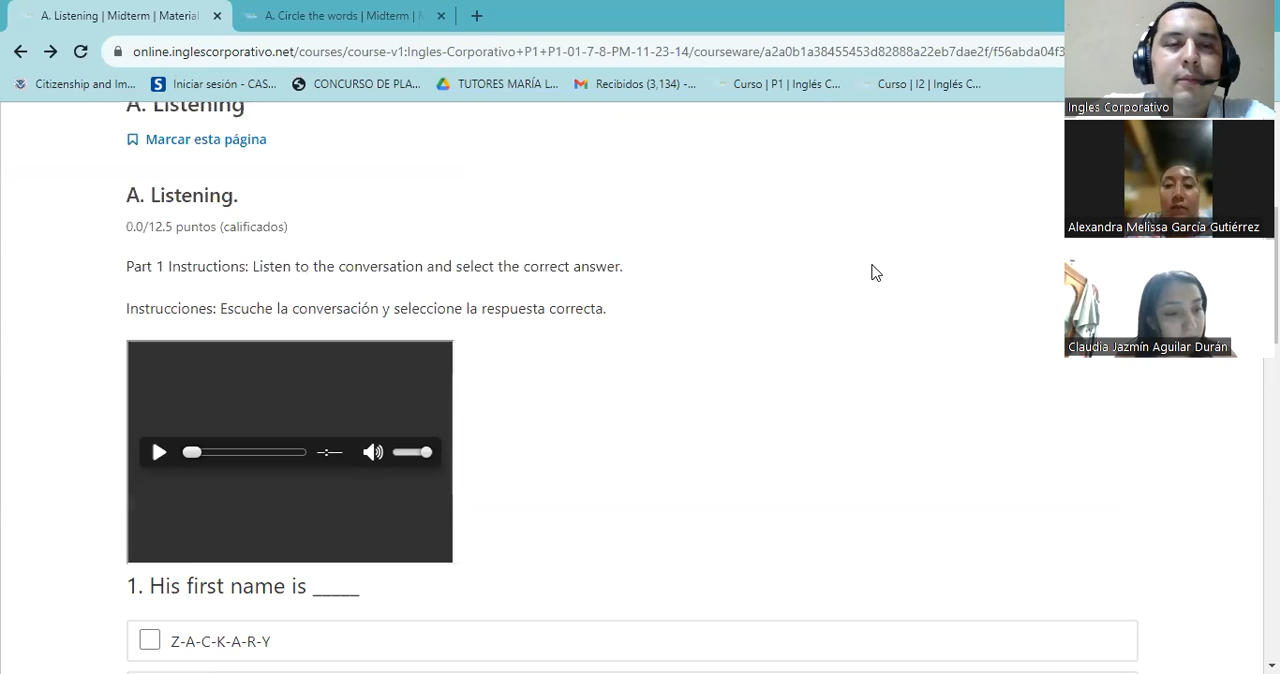 A. Listening | Midterm | Material
A. Circle the words | Midterm |
online.inglescorporativo.net/courses/course-v1:Ingles-Corporativo+P1+P1-01-7-8-PM-11-23-14/courseware/a2a0b1a38455453d82888a22eb7dae2f/f56abda04f3
Citizenship and Im...
Iniciar sesión - CAS...
CONCURSO DE PLA...
TUTORES MARÍA L...
Recibidos (3,134) -...
Curso | P1 | Inglés C...
Curso | I2 | Inglés C...
Ingles Corporativo
Alexandra Melissa García Gutiérrez
Claudia Jazmín Aguilar Durán
A. Listening
Marcar esta página
A. Listening.
0.0/12.5 puntos (calificados)
Part 1 Instructions: Listen to the conversation and select the correct answer.
Instrucciones: Escuche la conversación y seleccione la respuesta correcta.
-:--
1. His first name is _____
Z-A-C-K-A-R-Y